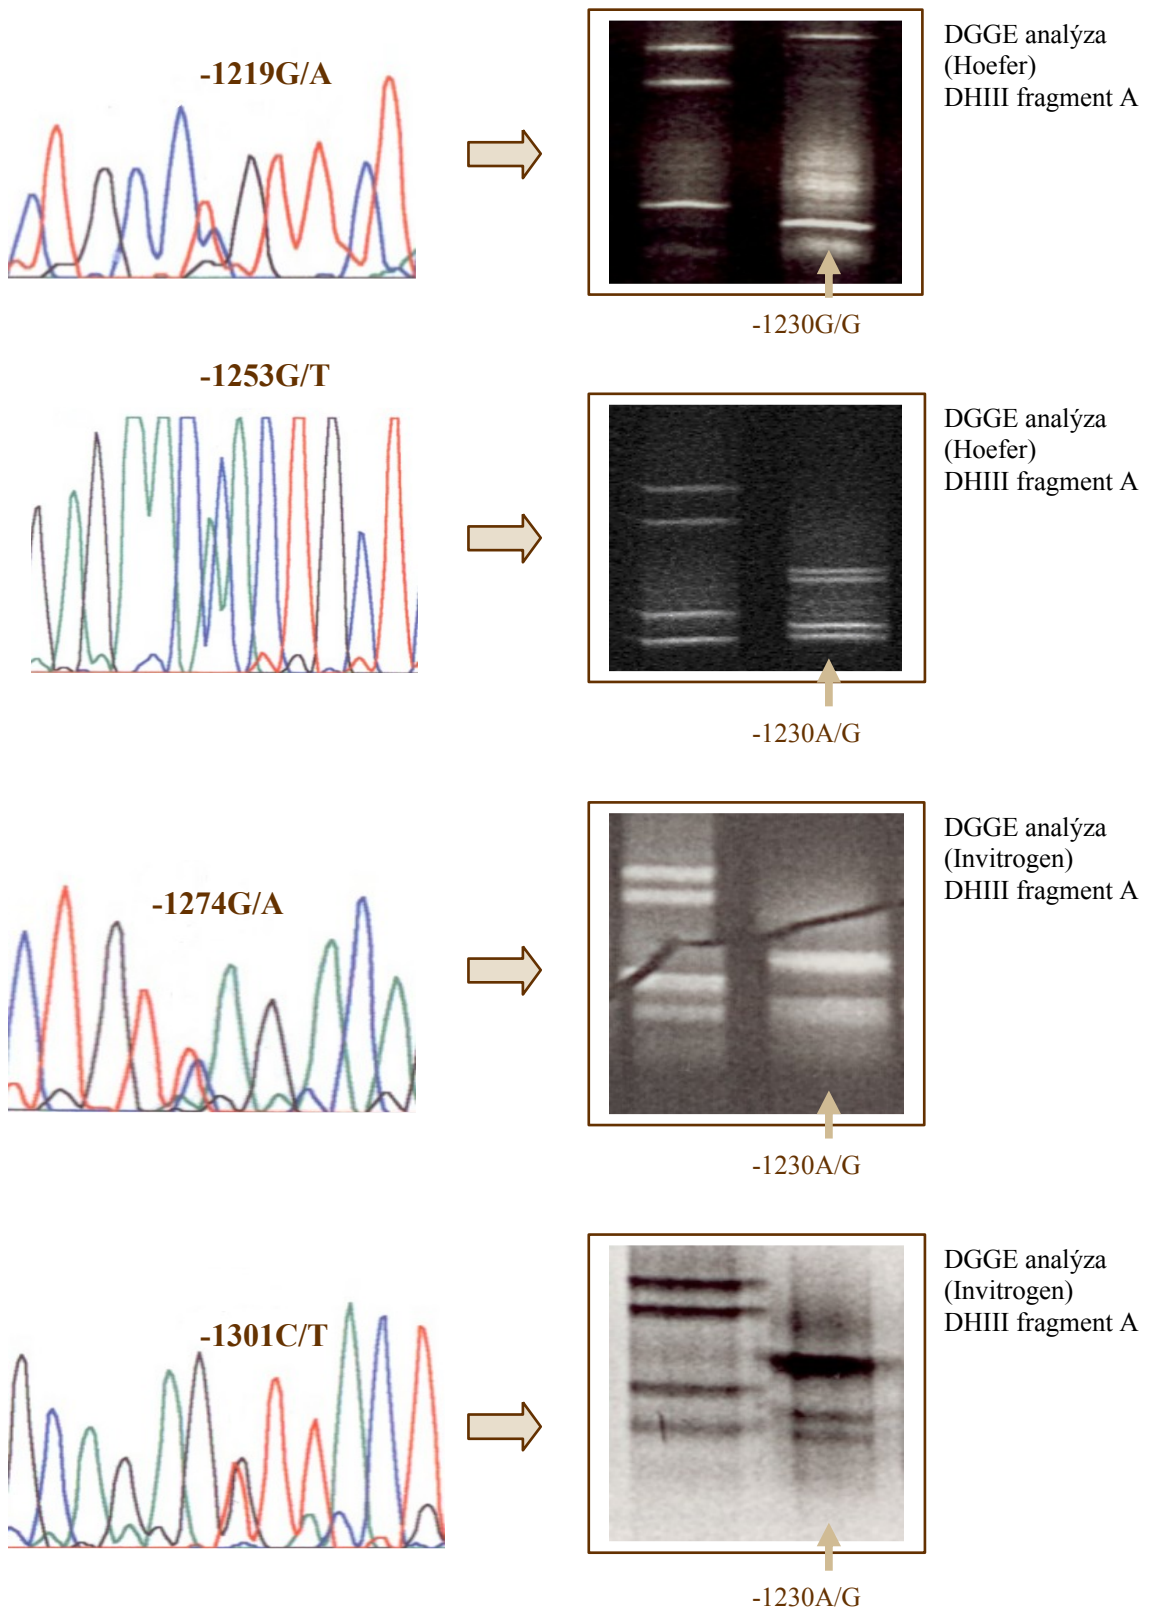 -1219G/A
DGGE analýza
(Hoefer)
DHIII fragment A
-1230G/G
-1253G/T
DGGE analýza
(Hoefer)
DHIII fragment A
-1230A/G
-1274G/A
DGGE analýza
(Invitrogen)
DHIII fragment A
-1230A/G
-1301C/T
DGGE analýza
(Invitrogen)
DHIII fragment A
-1230A/G